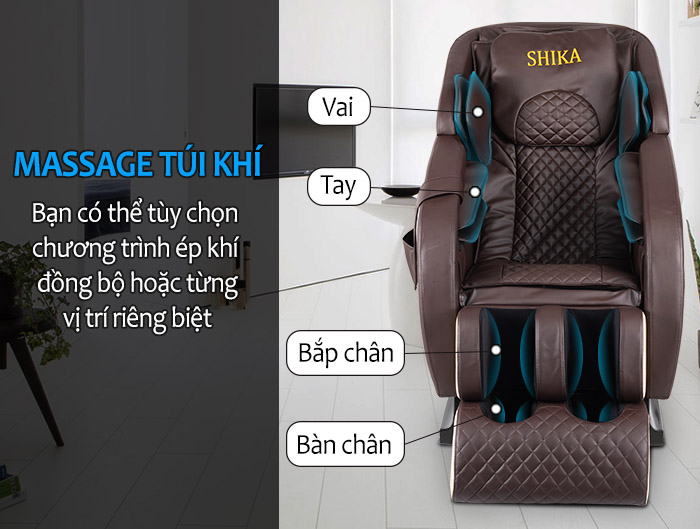 MASSAGE TÚI KHÍ
Bạn có thể tùy chọn
chương trình ép khí
đồng bộ hoặc từng
vị trí riêng biệt
SHIKA
Vai
Tay
Bắp chân
Bàn chân